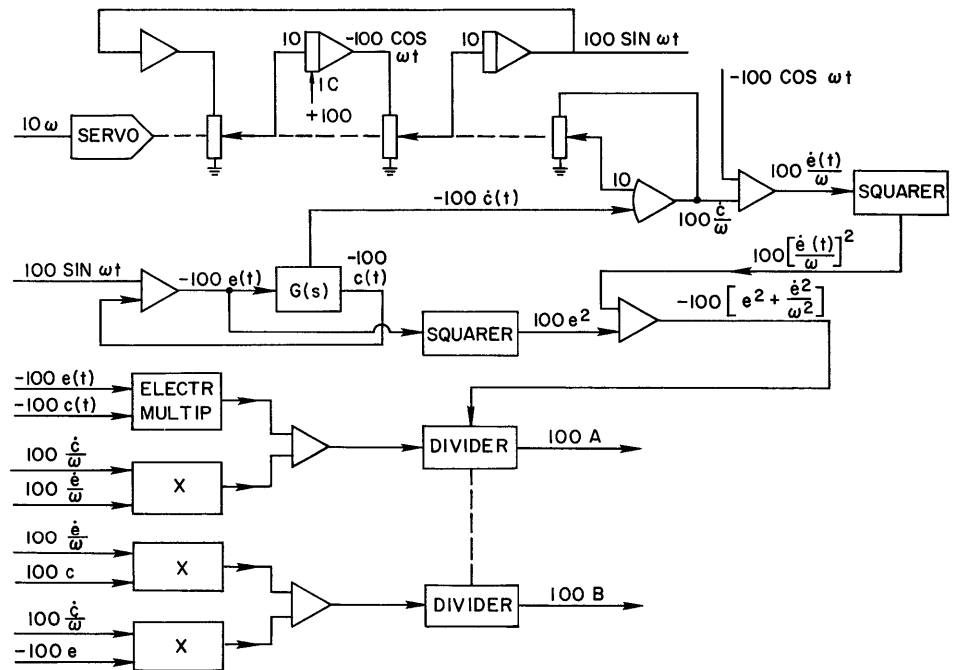 10
-100 COS
ωt
10
100 SIN ωt
IC
+100
-100 COS ωt
10ω
SERVO
10
100 ė(t)/ω
SQUARER
-100 ċ(t)
100 ċ/ω
100 [ė(t)/ω]²
100 SIN ωt
-100 e(t)
G(s)
-100
c(t)
-100 [e² + ė²/ω²]
SQUARER
100 e²
-100 e(t)
-100 c(t)
ELECTR
MULTIP
DIVIDER
100 A
100 ċ/ω
100 ė/ω
X
100 ė/ω
100 c
X
DIVIDER
100 B
100 ċ/ω
-100 e
X